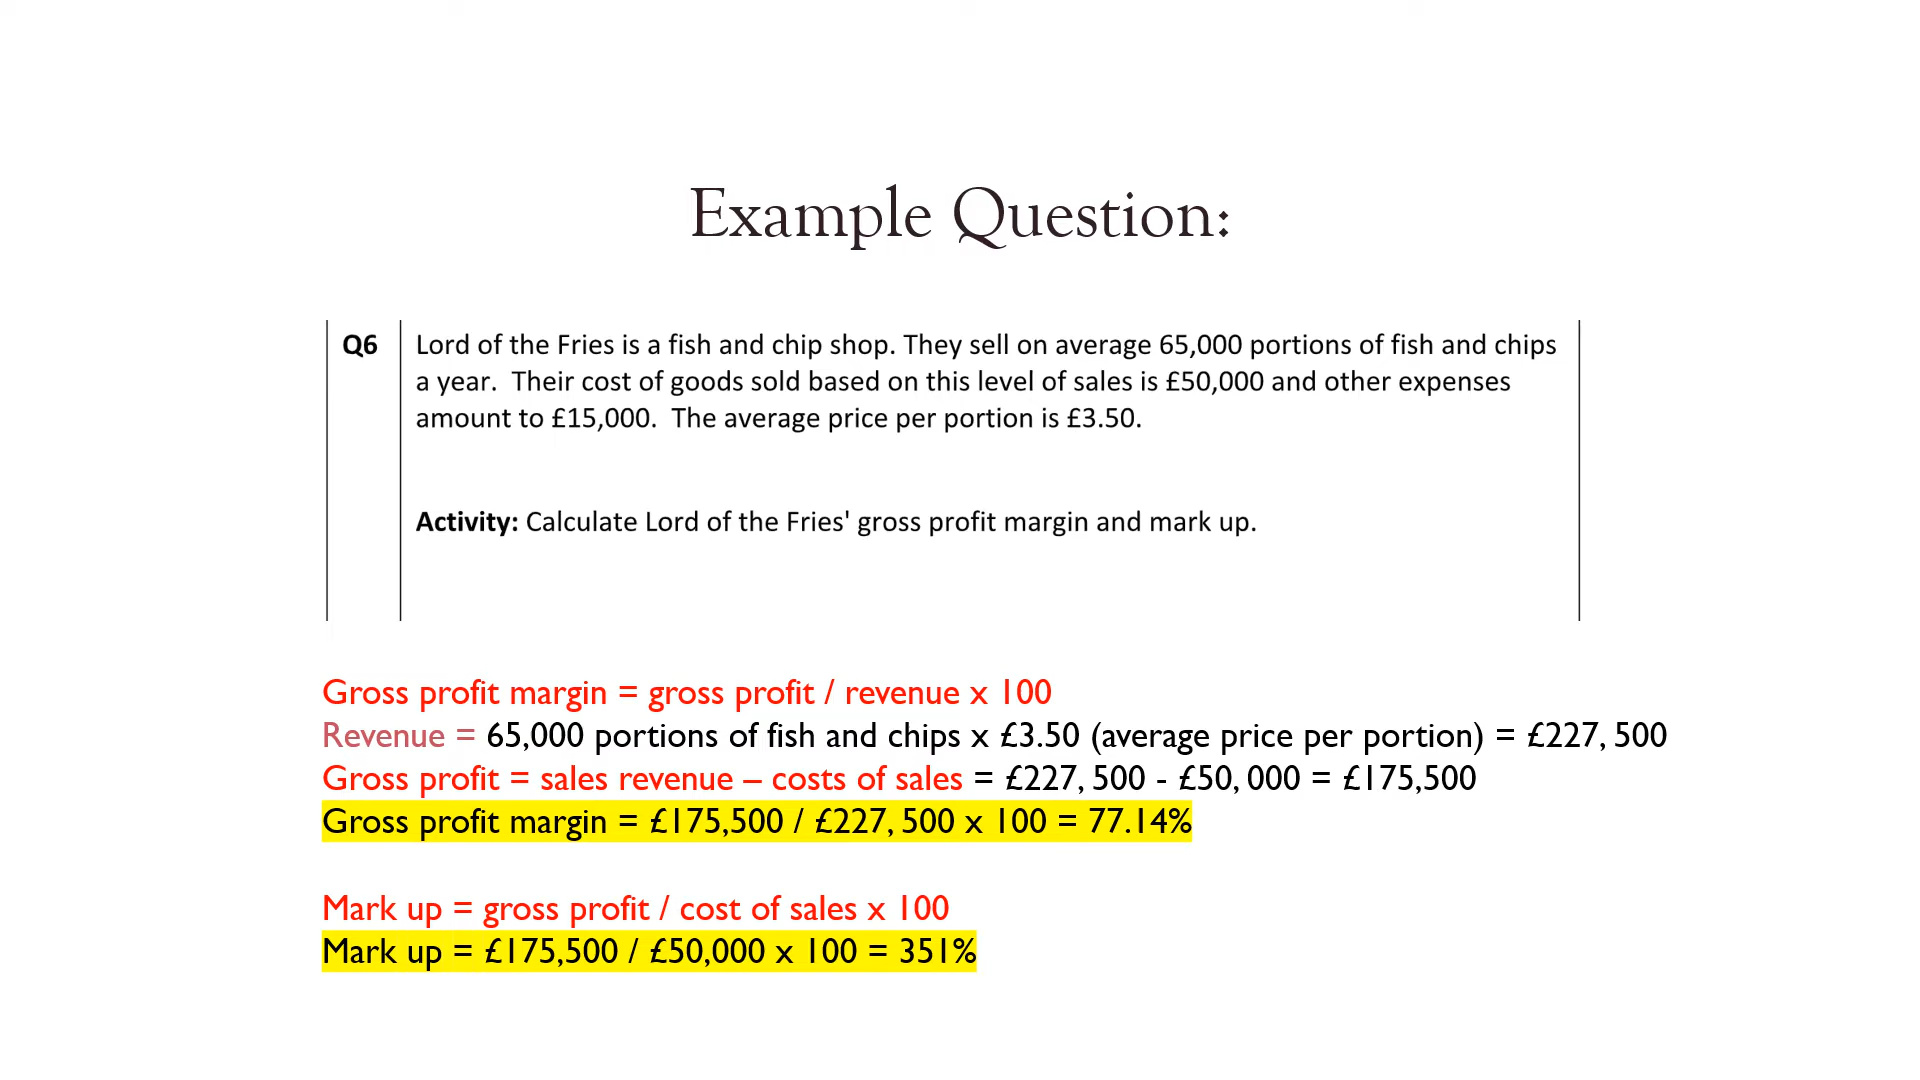 Example Question:
Q6 Lord of the Fries is a fish and chip shop. They sell on average 65,000 portions of fish and chips
a year.  Their cost of goods sold based on this level of sales is £50,000 and other expenses
amount to £15,000.  The average price per portion is £3.50.
Activity: Calculate Lord of the Fries' gross profit margin and mark up.
Gross profit margin = gross profit / revenue x 100
Revenue = 65,000 portions of fish and chips x £3.50 (average price per portion) = £227, 500
Gross profit = sales revenue – costs of sales = £227, 500 - £50, 000 = £175,500
Gross profit margin = £175,500 / £227, 500 x 100 = 77.14%
Mark up = gross profit / cost of sales x 100
Mark up = £175,500 / £50,000 x 100 = 351%